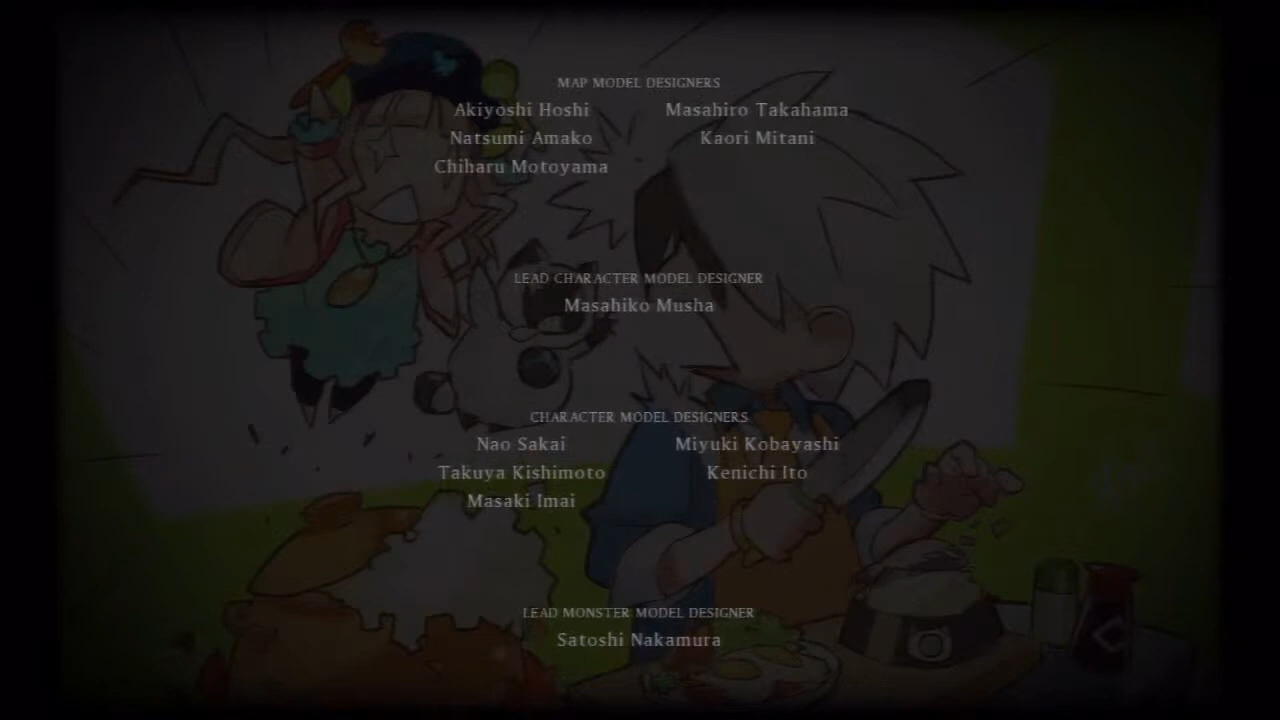 MAP MODEL DESIGNERS
Akiyoshi Hoshi Masahiro Takahama
Natsumi Amako Kaori Mitani
Chiharu Motoyama
LEAD CHARACTER MODEL DESIGNER
Masahiko Musha
CHARACTER MODEL DESIGNERS
Nao Sakai Miyuki Kobayashi
Takuya Kishimoto Kenichi Ito
Masaki Imai
LEAD MONSTER MODEL DESIGNER
Satoshi Nakamura